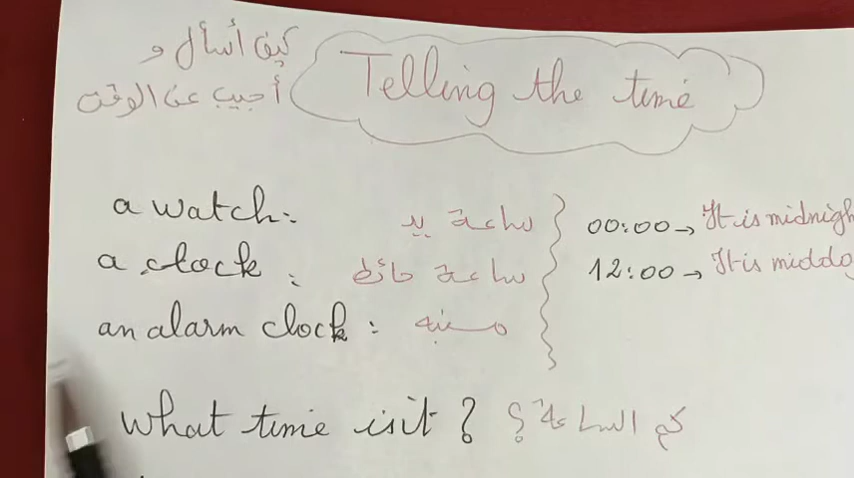 كيف أسأل و
أجيب عن الوقت
Telling the time
a watch: ساعة يد
a clock: ساعة حائط
an alarm clock: منبه
00:00 → It is midnigh
12:00 → It is midda
What time is it? كم الساعة؟